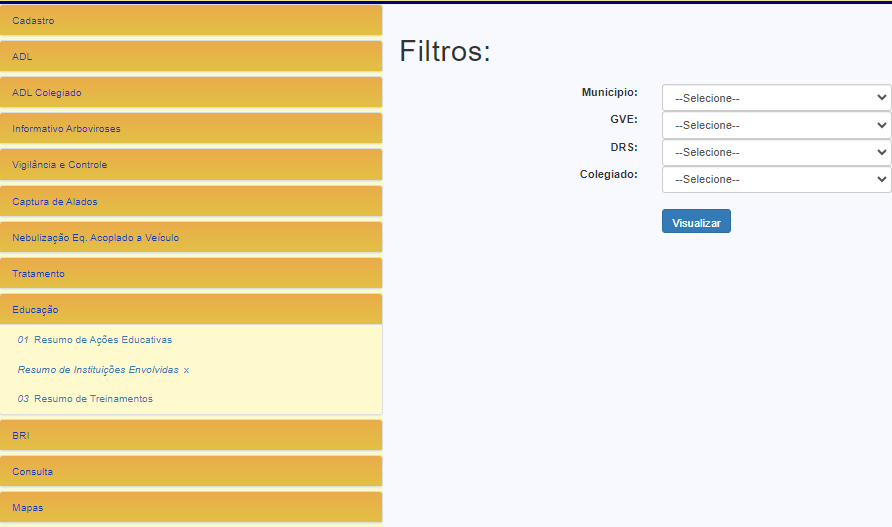 Cadastro
ADL
ADL Colegiado
Informativo Arboviroses
Vigilância e Controle
Captura de Alados
Nebulização Eq. Acoplado a Veículo
Tratamento
Educação
01 Resumo de Ações Educativas
Resumo de Instituições Envolvidas x
03 Resumo de Treinamentos
BRI
Consulta
Mapas
Filtros:
Municipio: --Selecione--
GVE: --Selecione--
DRS: --Selecione--
Colegiado: --Selecione--
Visualizar